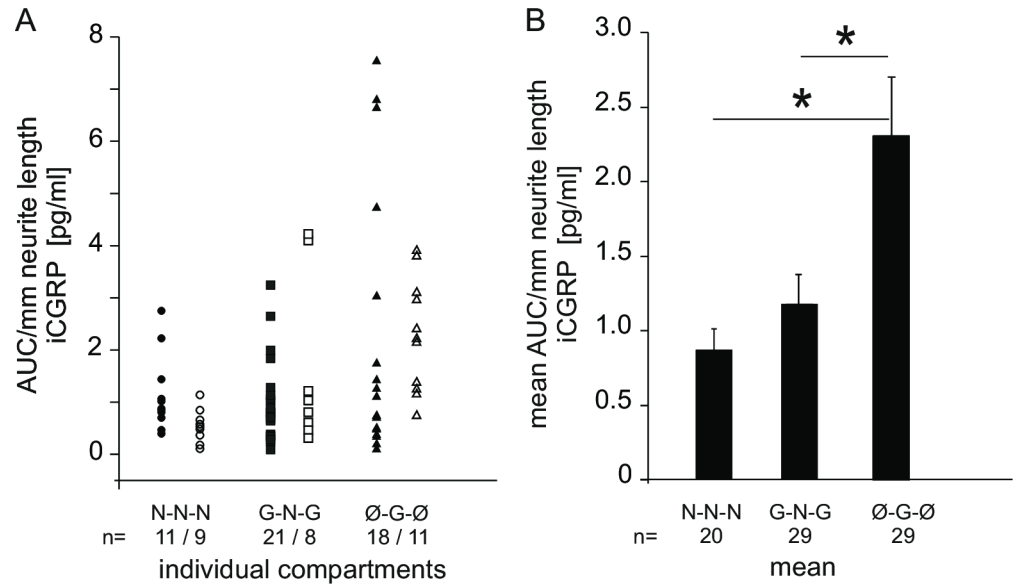 A
AUC/mm neurite length
iCGRP [pg/ml]
8
6
4
2
0
N-N-N G-N-G Ø-G-Ø
n= 11 / 9 21 / 8 18 / 11
individual compartments
B
mean AUC/mm neurite length
iCGRP [pg/ml]
3.0
2.5
2.0
1.5
1.0
0.5
0
*
*
N-N-N G-N-G Ø-G-Ø
n= 20 29 29
mean